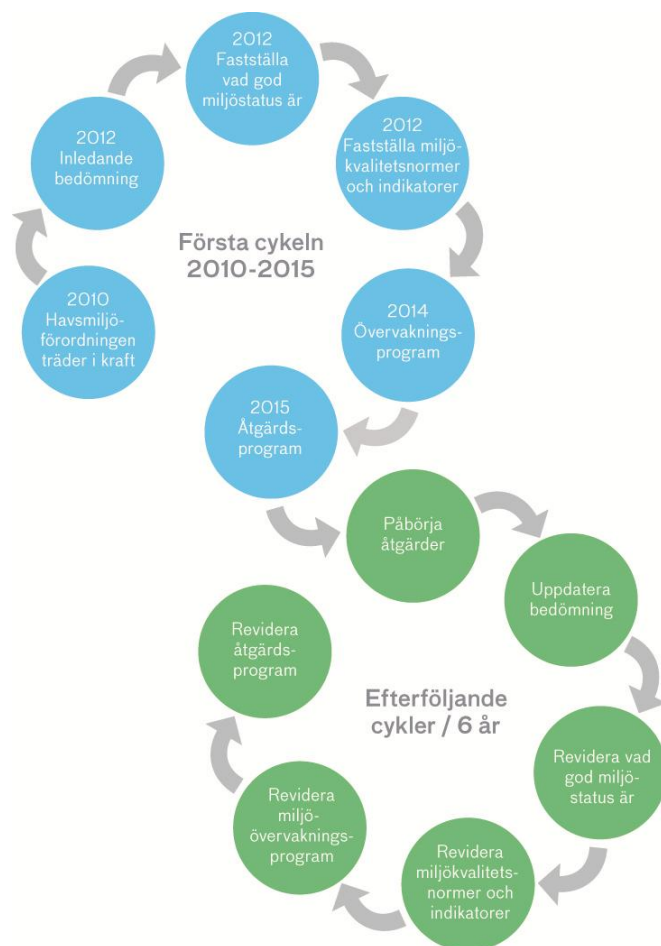 2010
Havsmiljö-
förordningen
träder i kraft
2012
Inledande
bedömning
2012
Fastställa
vad god
miljöstatus är
2012
Fastställa miljö-
kvalitetsnormer
och indikatorer
Första cykeln
2010-2015
2014
Övervaknings-
program
2015
Åtgärds-
program
Påbörja
åtgärder
Uppdatera
bedömning
Revidera vad
god miljö-
status är
Revidera
miljökvalitets-
normer och
indikatorer
Revidera
miljö-
övervaknings-
program
Revidera
åtgärds-
program
Efterföljande
cykler / 6 år